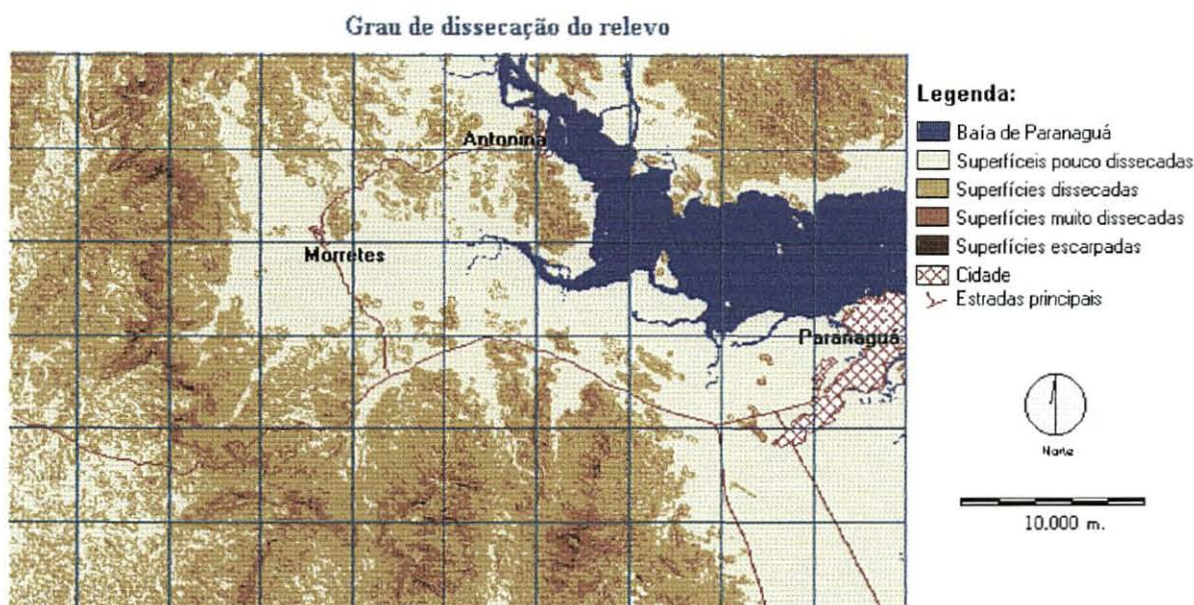 Grau de dissecação do relevo
Antonina
Morretes
Paranaguá
Legenda:
Baía de Paranaguá
Superfíceis pouco dissecadas
Superfícies dissecadas
Superfícies muito dissecadas
Superfícies escarpadas
Cidade
Estradas principais
Norte
10.000 m.